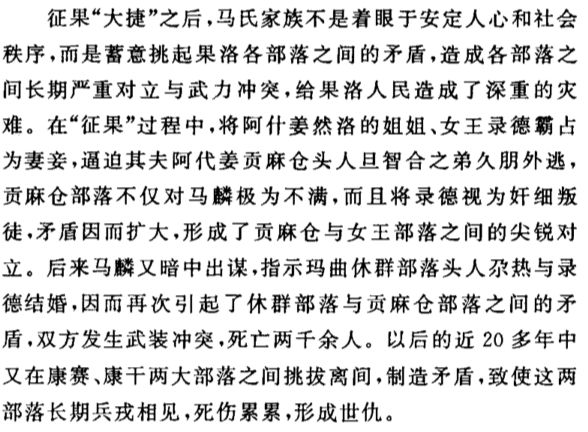 征果“大捷”之后,马氏家族不是着眼于安定人心和社会
秩序,而是蓄意挑起果洛各部落之间的矛盾,造成各部落之
间长期严重对立与武力冲突,给果洛人民造成了深重的灾
难。在“征果”过程中,将阿什姜然洛的姐姐、女王录德霸占
为妻妾,逼迫其夫阿代姜贡麻仓头人旦智合之弟久朋外逃,
贡麻仓部落不仅对马麟极为不满,而且将录德视为奸细叛
徒,矛盾因而扩大,形成了贡麻仓与女王部落之间的尖锐对
立。后来马麟又暗中出谋,指示玛曲休群部落头人尕热与录
德结婚,因而再次引起了休群部落与贡麻仓部落之间的矛
盾,双方发生武装冲突,死亡两千余人。以后的近 20 多年中
又在康赛、康干两大部落之间挑拔离间,制造矛盾,致使这两
部落长期兵戎相见,死伤累累,形成世仇。